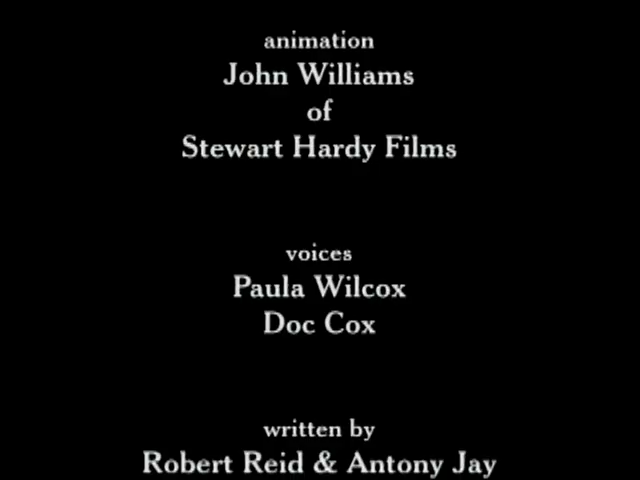 animation
John Williams
of
Stewart Hardy Films
voices
Paula Wilcox
Doc Cox
written by
Robert Reid & Antony Jay